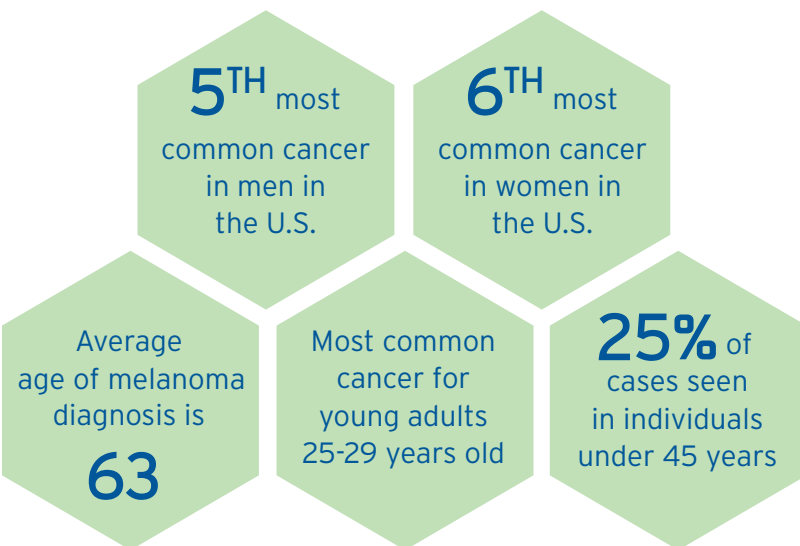 5TH most
common cancer
in men in
the U.S.
6TH most
common cancer
in women in
the U.S.
Average
age of melanoma
diagnosis is
63
Most common
cancer for
young adults
25-29 years old
25% of
cases seen
in individuals
under 45 years